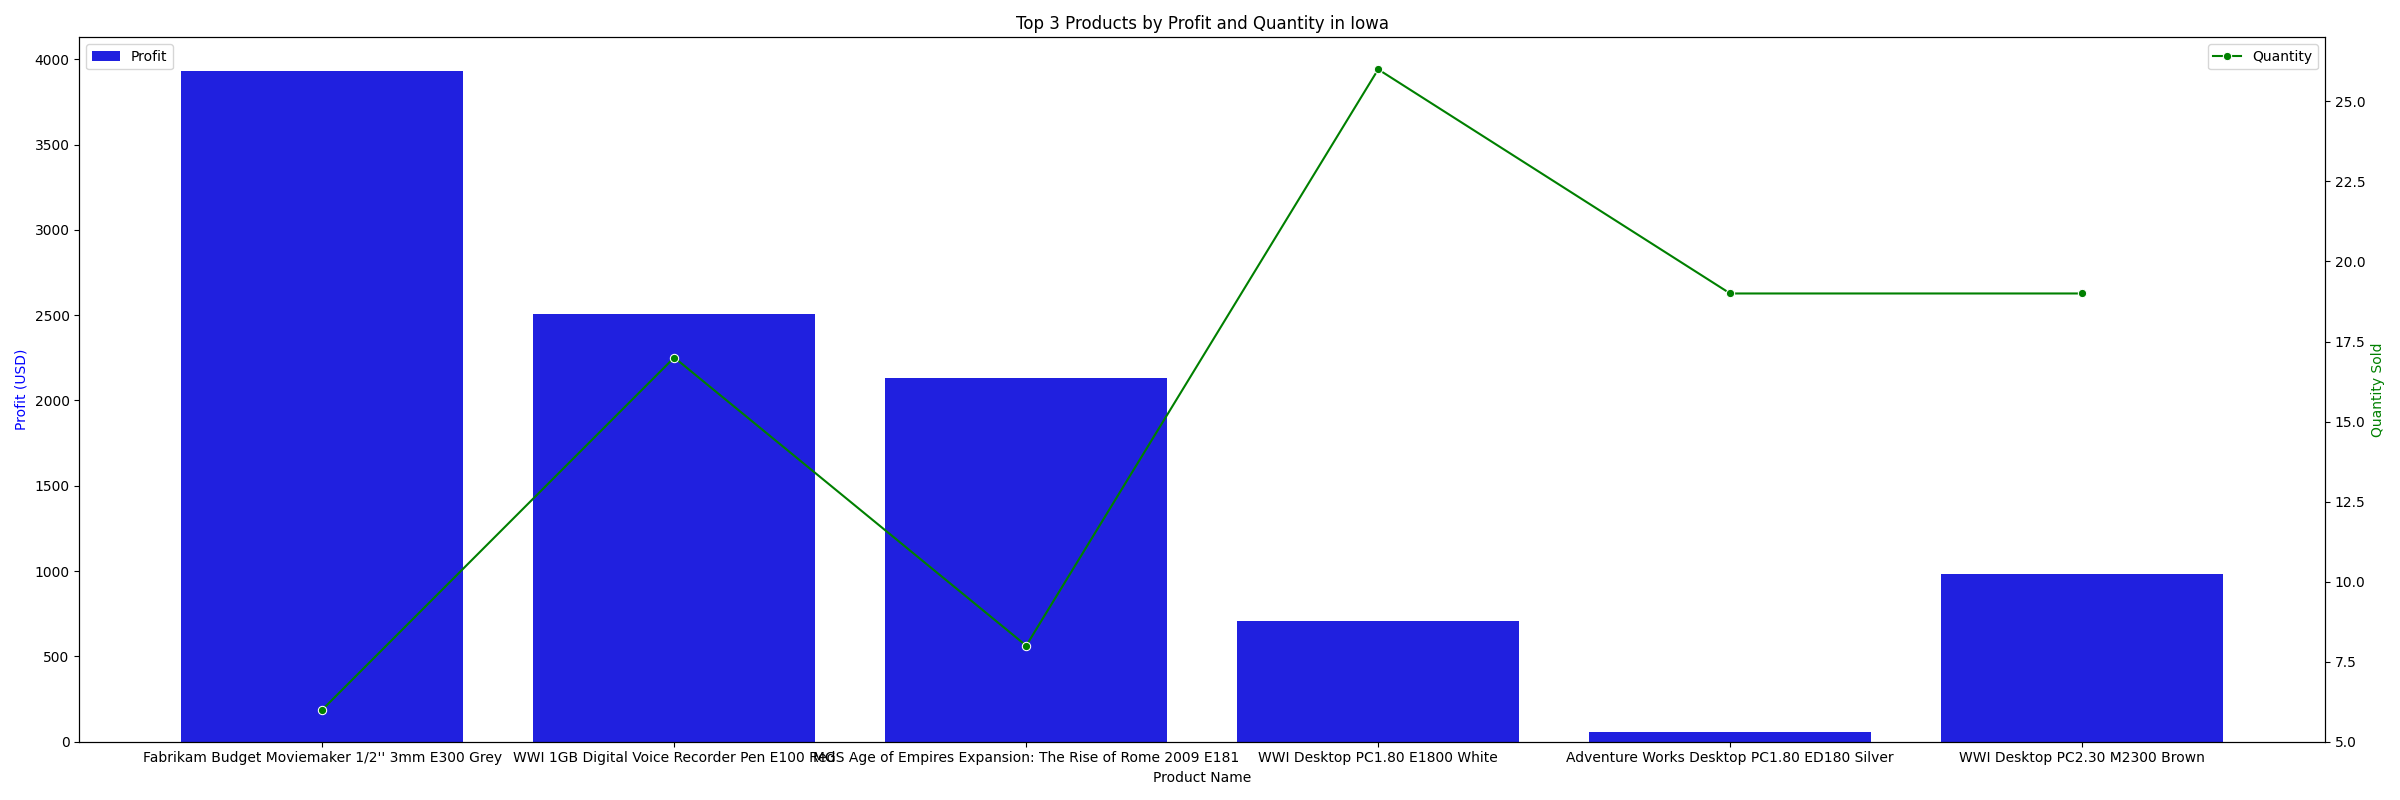 Top 3 Products by Profit and Quantity in Iowa
Profit
Quantity
4000
3500
3000
2500
2000
1500
1000
500
0
Profit (USD)
25.0
22.5
20.0
17.5
15.0
12.5
10.0
7.5
5.0
Quantity Sold
Fabrikam Budget Moviemaker 1/2'' 3mm E300 Grey
WWI 1GB Digital Voice Recorder Pen E100 Red
MGS Age of Empires Expansion: The Rise of Rome 2009 E181
WWI Desktop PC1.80 E1800 White
Adventure Works Desktop PC1.80 ED180 Silver
WWI Desktop PC2.30 M2300 Brown
Product Name